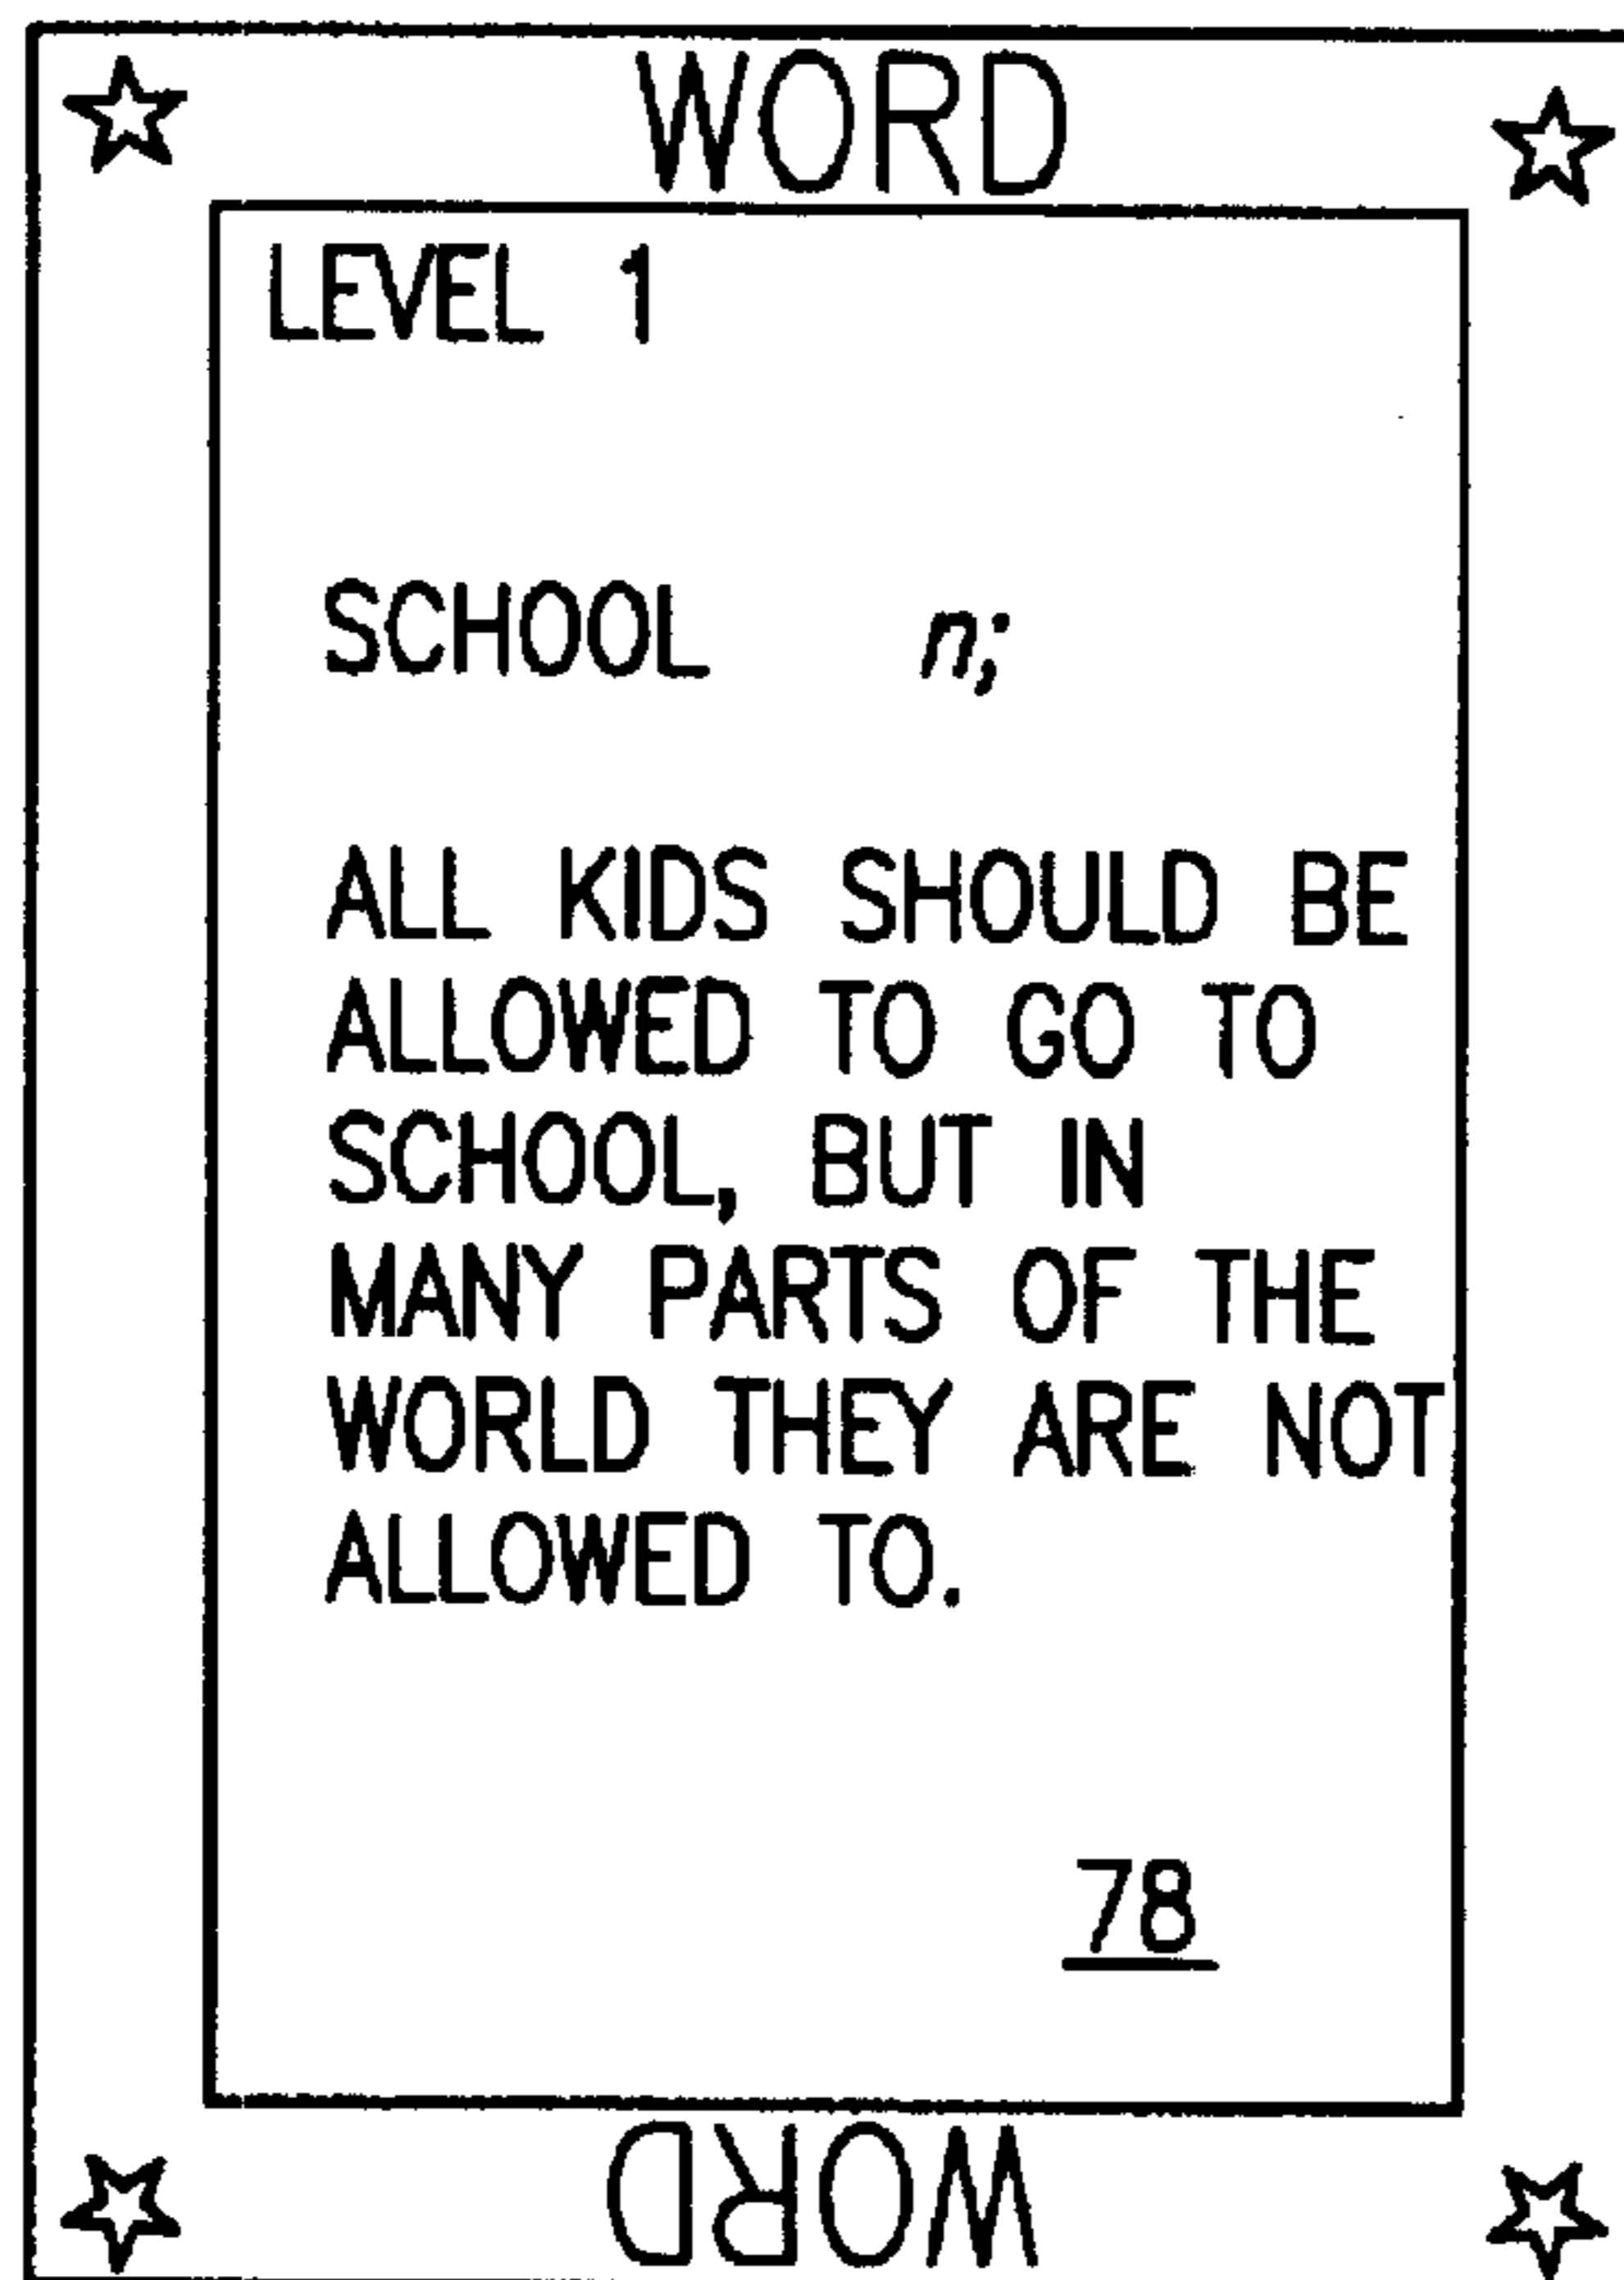 WORD
LEVEL 1
SCHOOL n;
ALL KIDS SHOULD BE
ALLOWED TO GO TO
SCHOOL, BUT IN
MANY PARTS OF THE
WORLD THEY ARE NOT
ALLOWED TO.
78
WORD